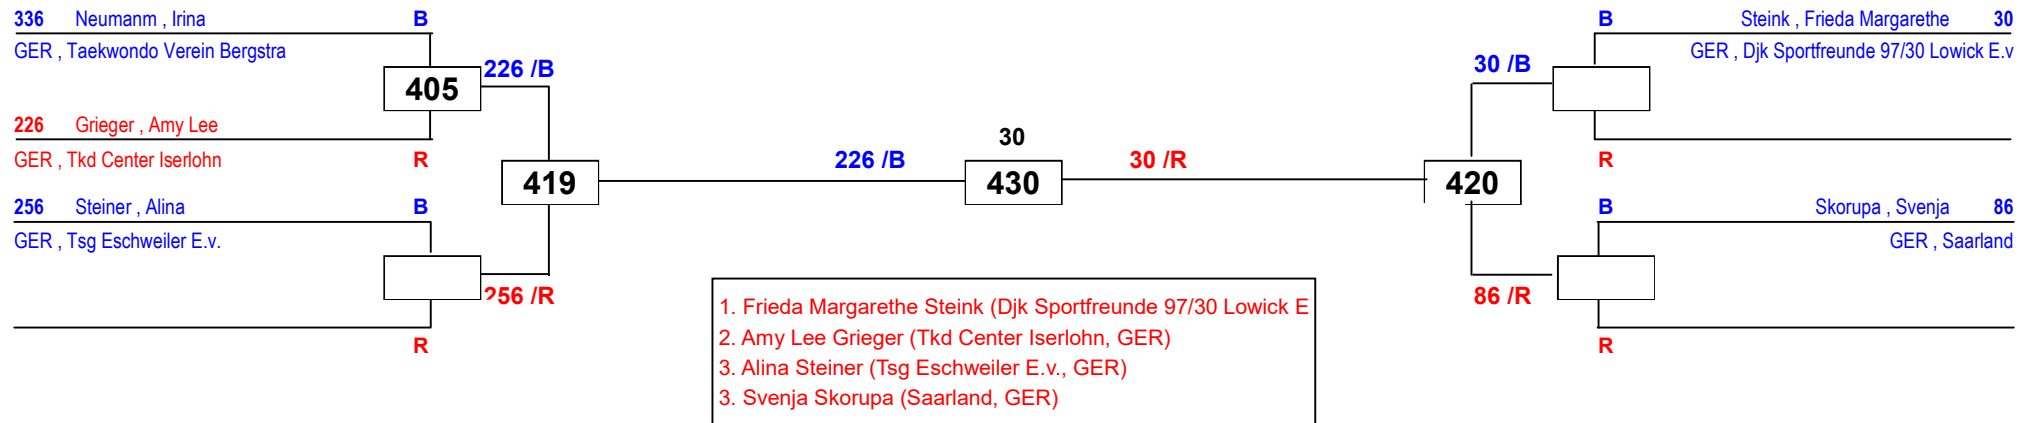 336 Neumanm , Irina B
GER , Taekwondo Verein Bergstra
405
226 /B
226 Grieger , Amy Lee
GER , Tkd Center Iserlohn R
419
256 Steiner , Alina B
GER , Tsg Eschweiler E.v.
256 /R
R
226 /B
30
430
30 /R
B Steink , Frieda Margarethe 30
GER , Djk Sportfreunde 97/30 Lowick E.v
30 /B
R
420
B Skorupa , Svenja 86
GER , Saarland
86 /R
R
1. Frieda Margarethe Steink (Djk Sportfreunde 97/30 Lowick E
2. Amy Lee Grieger (Tkd Center Iserlohn, GER)
3. Alina Steiner (Tsg Eschweiler E.v., GER)
3. Svenja Skorupa (Saarland, GER)